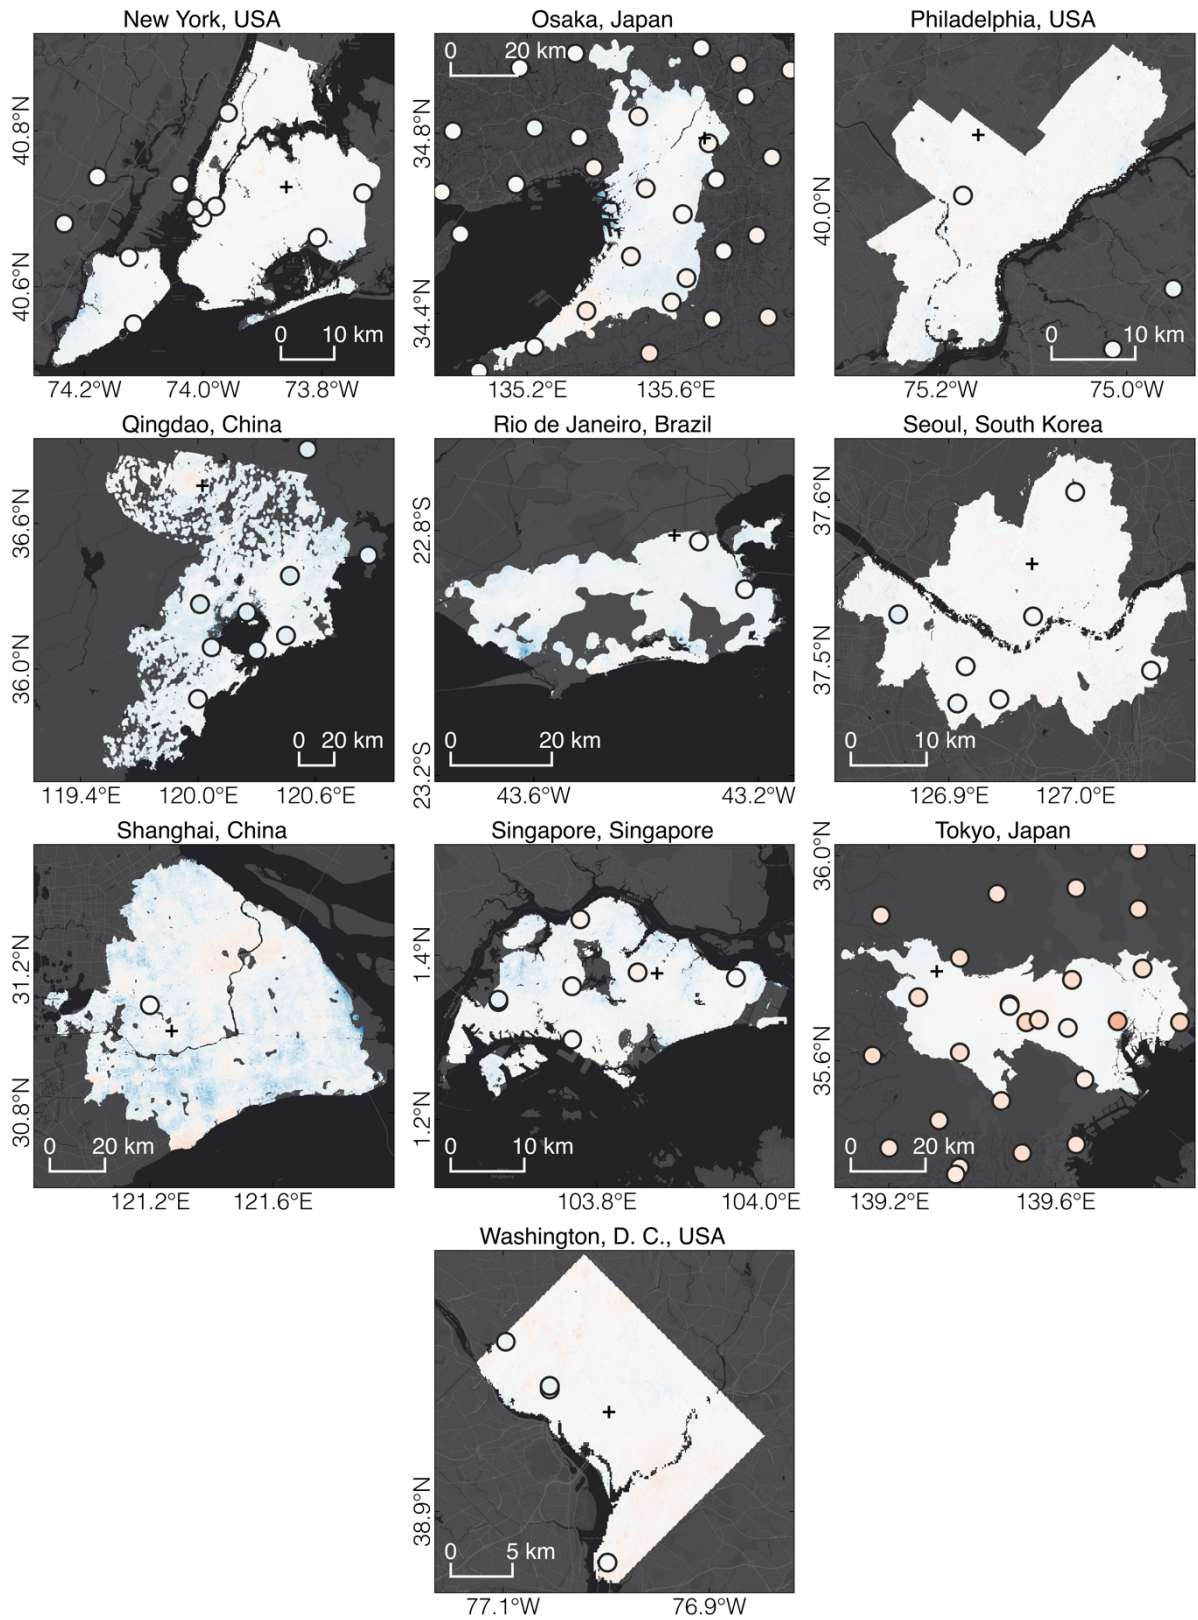 New York, USA
40.8°N
40.6°N
0 10 km
74.2°W 74.0°W 73.8°W
Osaka, Japan
0 20 km
34.8°N
34.4°N
135.2°E 135.6°E
Philadelphia, USA
40.0°N
0 10 km
75.2°W 75.0°W
Qingdao, China
36.6°N
36.0°N
0 20 km
119.4°E 120.0°E 120.6°E
Rio de Janeiro, Brazil
22.8°S
23.2°S
0 20 km
43.6°W 43.2°W
Seoul, South Korea
37.6°N
37.5°N
0 10 km
126.9°E 127.0°E
Shanghai, China
31.2°N
30.8°N
0 20 km
121.2°E 121.6°E
Singapore, Singapore
1.4°N
1.2°N
0 10 km
103.8°E 104.0°E
Tokyo, Japan
36.0°N
35.6°N
0 20 km
139.2°E 139.6°E
Washington, D. C., USA
38.9°N
0 5 km
77.1°W 76.9°W